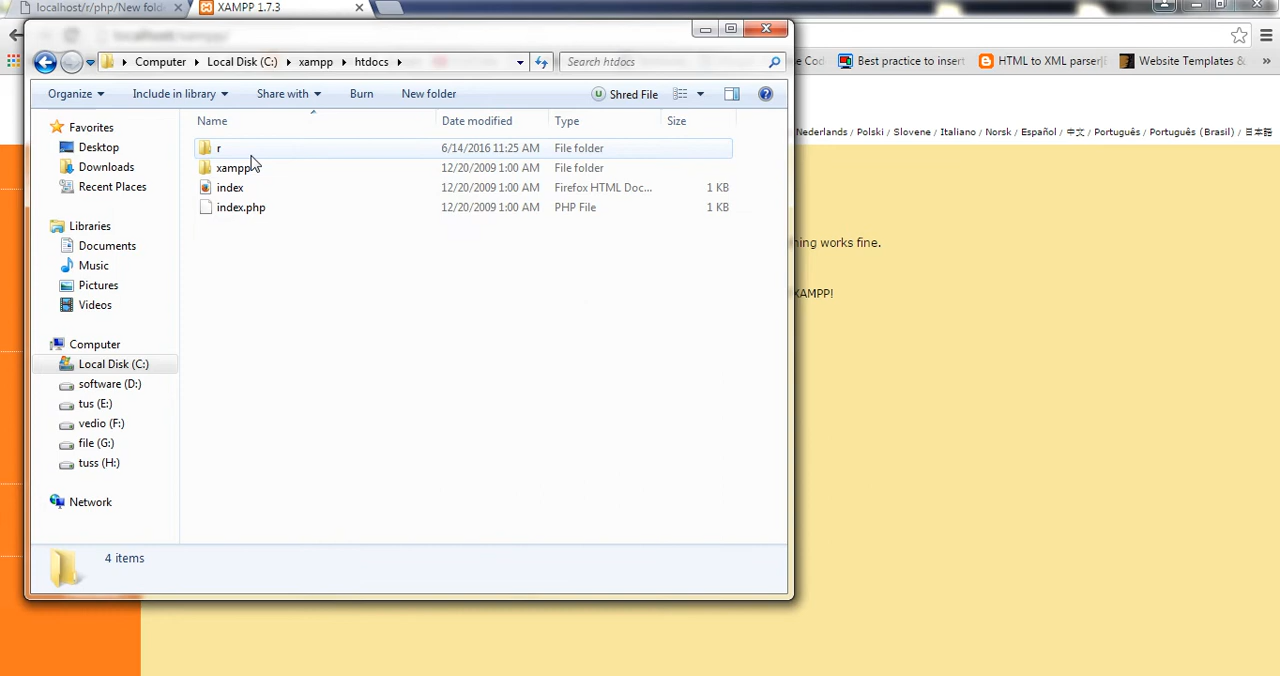 localhost/r/php/New fold
XAMPP 1.7.3
localhost/xampp/
Computer Local Disk (C:) xampp htdocs
Search htdocs
Best practice to insert
HTML to XML parser|
Website Templates &
»
Organize
Include in library
Share with
Burn
New folder
Shred File
Name Date modified Type Size
Nederlands / Polski / Slovene / Italiano / Norsk / Español / 中文 / Português / Português (Brasil) / 日本語
r 6/14/2016 11:25 AM File folder
xampp 12/20/2009 1:00 AM File folder
index 12/20/2009 1:00 AM Firefox HTML Doc... 1 KB
index.php 12/20/2009 1:00 AM PHP File 1 KB
Favorites
Desktop
Downloads
Recent Places
Libraries
Documents
Music
Pictures
Videos
Computer
Local Disk (C:)
software (D:)
tus (E:)
vedio (F:)
file (G:)
tuss (H:)
Network
works fine.
XAMPP!
4 items